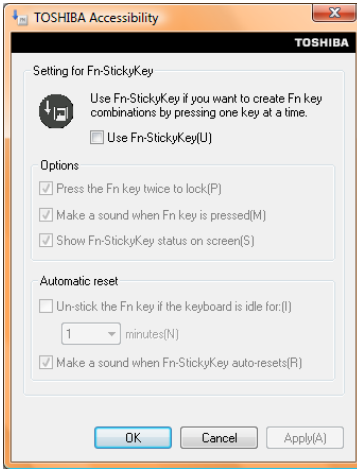 TOSHIBA Accessibility
TOSHIBA
Setting for Fn-StickyKey
Use Fn-StickyKey if you want to create Fn key
combinations by pressing one key at a time.
Use Fn-StickyKey(U)
Options
Press the Fn key twice to lock(P)
Make a sound when Fn key is pressed(M)
Show Fn-StickyKey status on screen(S)
Automatic reset
Un-stick the Fn key if the keyboard is idle for:(I)
1 minutes(N)
Make a sound when Fn-StickyKey auto-resets(R)
OK Cancel Apply(A)